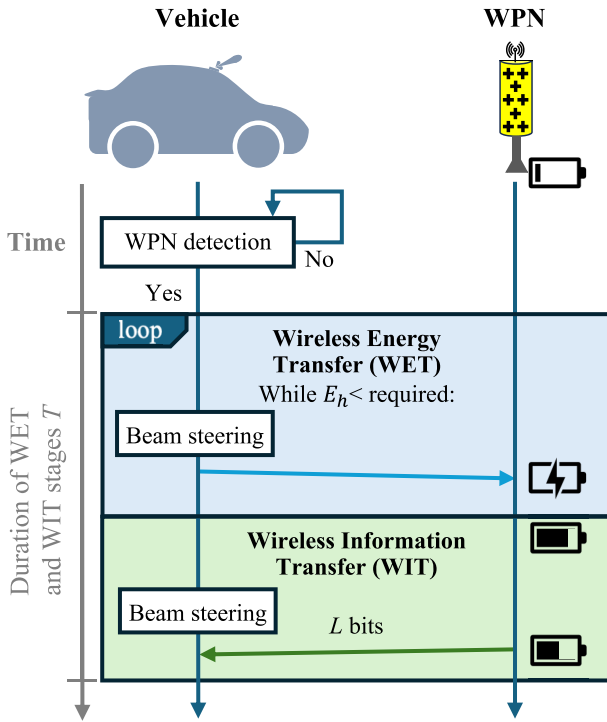 Vehicle
WPN
Time
WPN detection
No
Yes
loop
Wireless Energy
Transfer (WET)
While E_h< required:
Beam steering
Duration of WET
and WIT stages T
Wireless Information
Transfer (WIT)
Beam steering
L bits